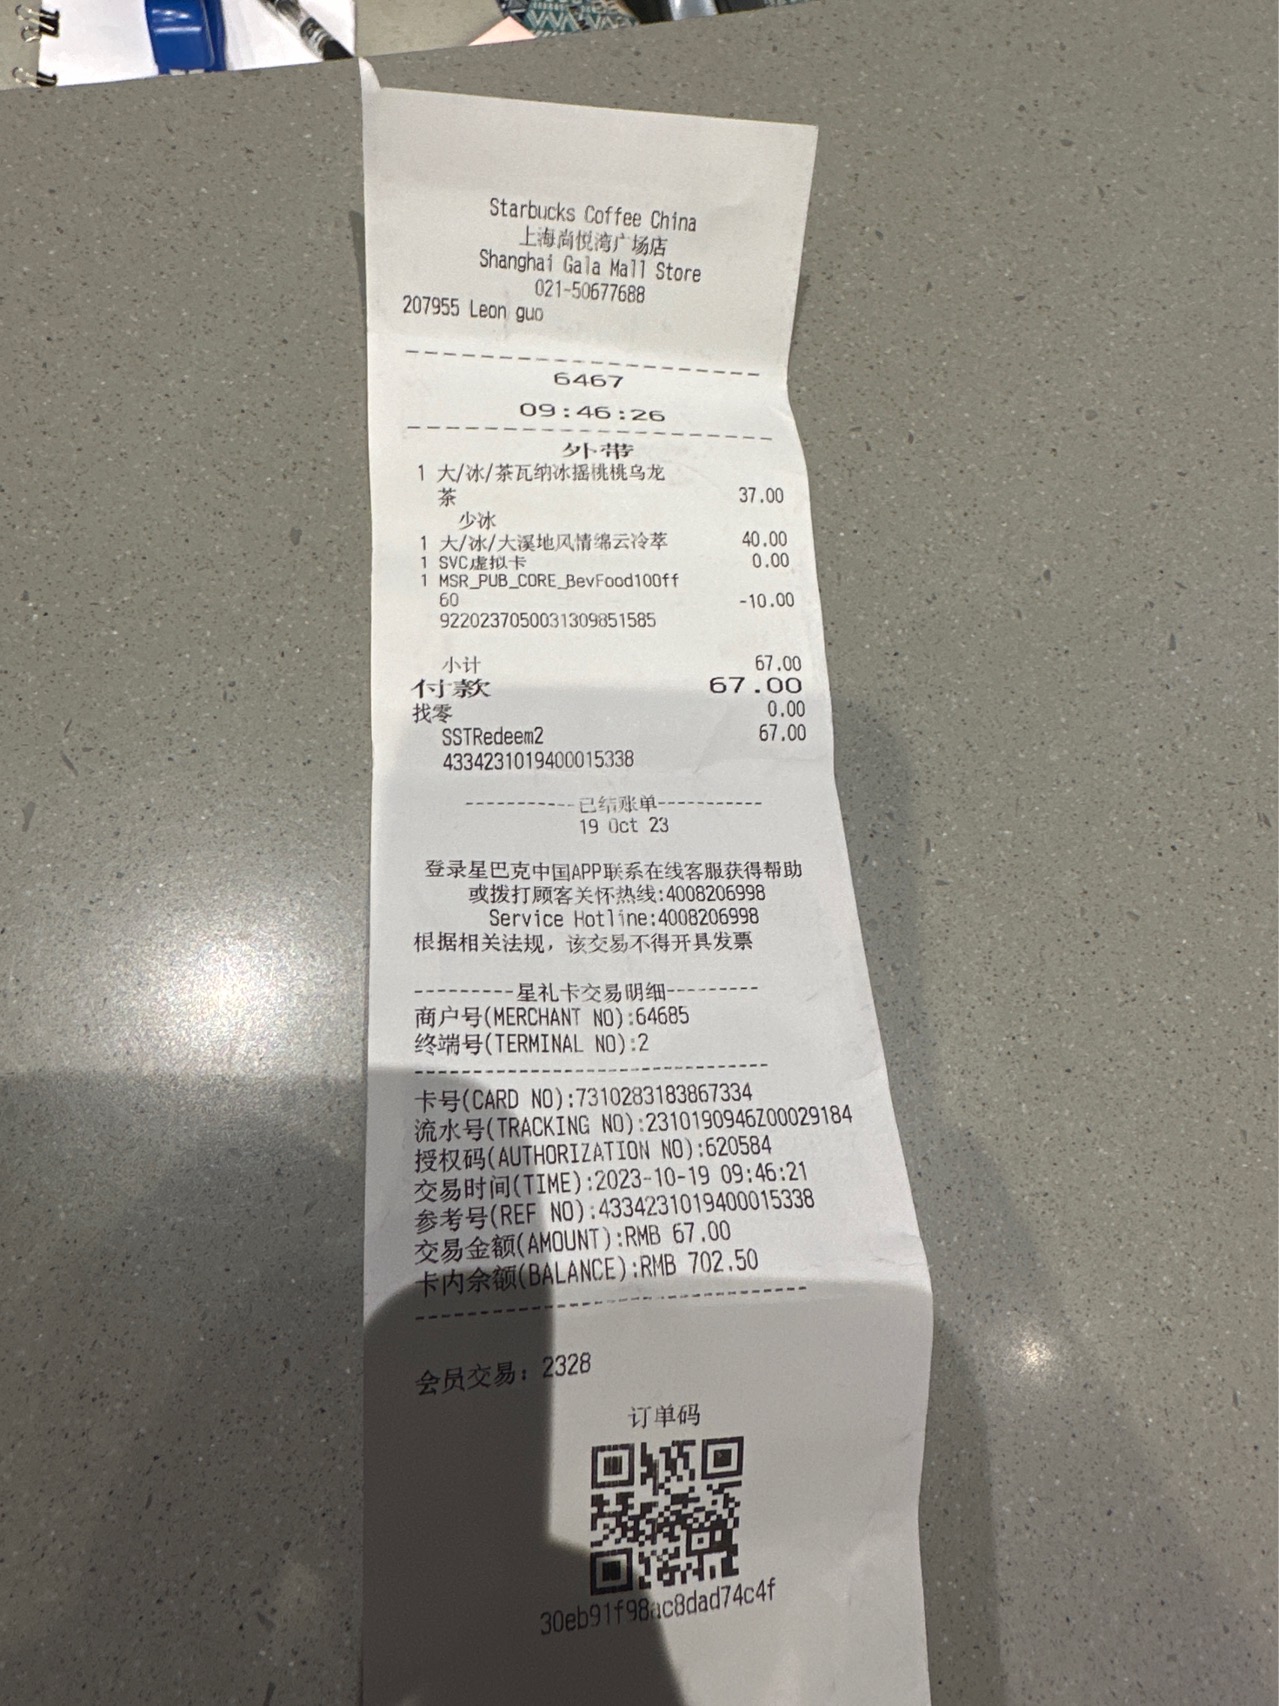 Starbucks Coffee China
上海尚悦湾广场店
Shanghai Gala Mall Store
021-50677688
207955 Leon guo
6467
09:46:26
外带
1 大/冰/茶瓦纳冰摇桃桃乌龙
茶 37.00
少冰
1 大/冰/大溪地风情绵云冷萃 40.00
1 SVC虚拟卡 0.00
1 MSR_PUB_CORE_BevFood10Off
60 -10.00
9220237050031309851585
小计 67.00
付款 67.00
找零 0.00
SSTRedeem2 67.00
4334231019400015338
-----------已结账单-----------
19 Oct 23
登录星巴克中国APP联系在线客服获得帮助
或拨打顾客关怀热线:4008206998
Service Hotline:4008206998
根据相关法规，该交易不得开具发票
----------星礼卡交易明细---------
商户号(MERCHANT NO):64685
终端号(TERMINAL NO):2
卡号(CARD NO):7310283183867334
流水号(TRACKING NO):2310190946Z00029184
授权码(AUTHORIZATION NO):620584
交易时间(TIME):2023-10-19 09:46:21
参考号(REF NO):4334231019400015338
交易金额(AMOUNT):RMB 67.00
卡内余额(BALANCE):RMB 702.50
会员交易: 2328
订单码
30eb91f98ac8dad74c4f